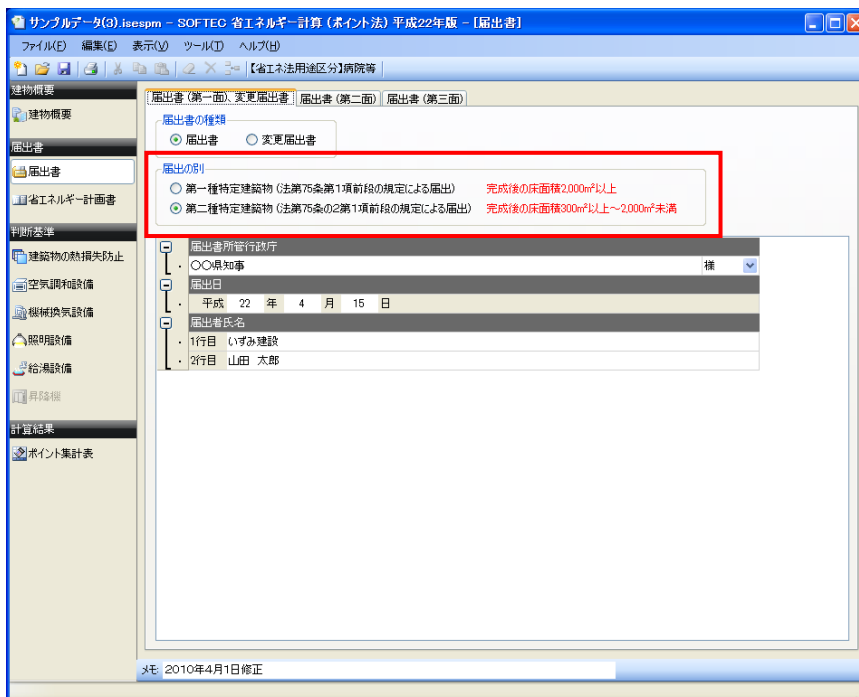 サンプルデータ(3).isespm - SOFTEC 省エネルギー計算 (ポイント法) 平成22年版 - [届出書]
ファイル(F) 編集(E) 表示(V) ツール(T) ヘルプ(H)
【省エネ法用途区分】病院等
建物概要
建物概要
届出書
届出書
省エネルギー計画書
判断基準
建築物の熱損失防止
空気調和設備
機械換気設備
照明設備
給湯設備
昇降機
計算結果
ポイント集計表
届出書 (第一面)、変更届出書 届出書 (第二面) 届出書 (第三面)
届出書の種類
届出書 変更届出書
届出の別
第一種特定建築物 (法第75条第1項前段の規定による届出) 完成後の床面積2,000㎡以上
第二種特定建築物 (法第75条の2第1項前段の規定による届出) 完成後の床面積300㎡以上～2,000㎡未満
届出書所管行政庁
〇〇県知事 様
届出日
平成 22 年 4 月 15 日
届出者氏名
1行目 いずみ建設
2行目 山田 太郎
メモ: 2010年4月1日修正